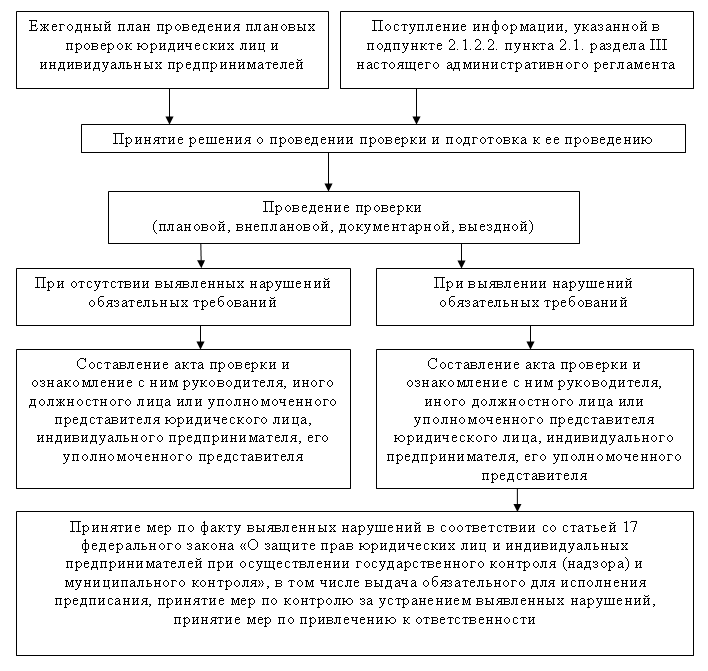 Ежегодный план проведения плановых
проверок юридических лиц и
индивидуальных предпринимателей
Поступление информации, указанной в
подпункте 2.1.2.2. пункта 2.1. раздела III
настоящего административного регламента
Принятие решения о проведении проверки и подготовка к ее проведению
Проведение проверки
(плановой, внеплановой, документарной, выездной)
При отсутствии выявленных нарушений
обязательных требований
При выявлении нарушений
обязательных требований
Составление акта проверки и
ознакомление с ним руководителя, иного
должностного лица или уполномоченного
представителя юридического лица,
индивидуального предпринимателя, его
уполномоченного представителя
Составление акта проверки и
ознакомление с ним руководителя,
иного должностного лица или
уполномоченного представителя
юридического лица, индивидуального
предпринимателя, его уполномоченного
представителя
Принятие мер по факту выявленных нарушений в соответствии со статьей 17
федерального закона «О защите прав юридических лиц и индивидуальных
предпринимателей при осуществлении государственного контроля (надзора) и
муниципального контроля», в том числе выдача обязательного для исполнения
предписания, принятие мер по контролю за устранением выявленных нарушений,
принятие мер по привлечению к ответственности